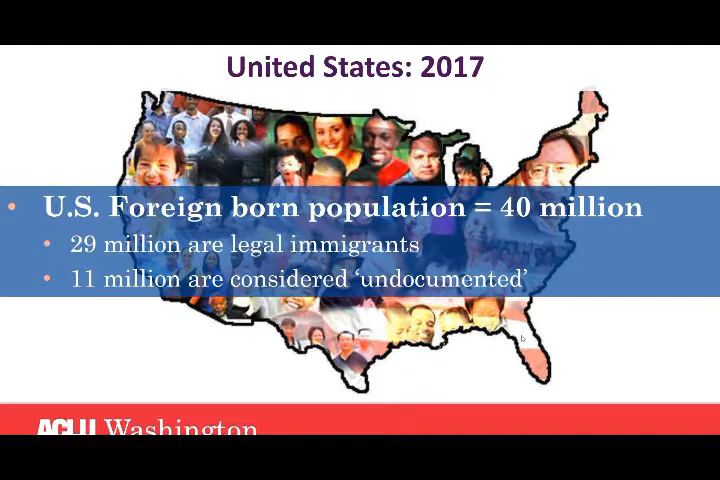 United States: 2017
• U.S. Foreign born population = 40 million
• 29 million are legal immigrants
• 11 million are considered ‘undocumented’
ACLU Washington